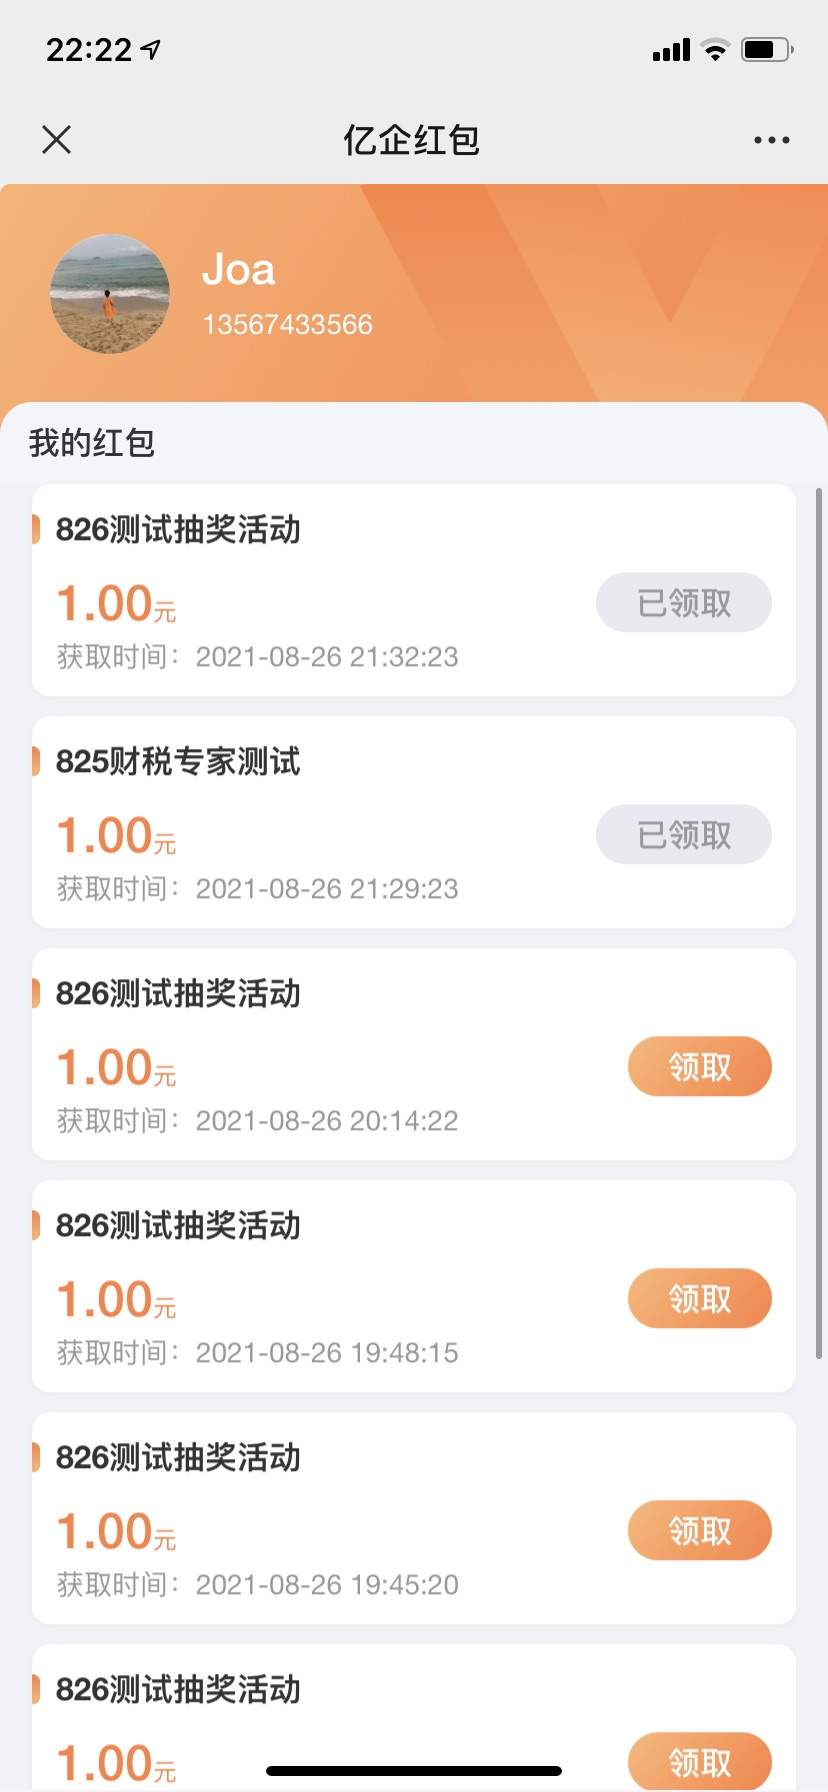 22:22
亿企红包
Joa
13567433566
我的红包
826测试抽奖活动
1.00元
已领取
获取时间：2021-08-26 21:32:23
825财税专家测试
1.00元
已领取
获取时间：2021-08-26 21:29:23
826测试抽奖活动
1.00元
领取
获取时间：2021-08-26 20:14:22
826测试抽奖活动
1.00元
领取
获取时间：2021-08-26 19:48:15
826测试抽奖活动
1.00元
领取
获取时间：2021-08-26 19:45:20
826测试抽奖活动
1.00元
领取